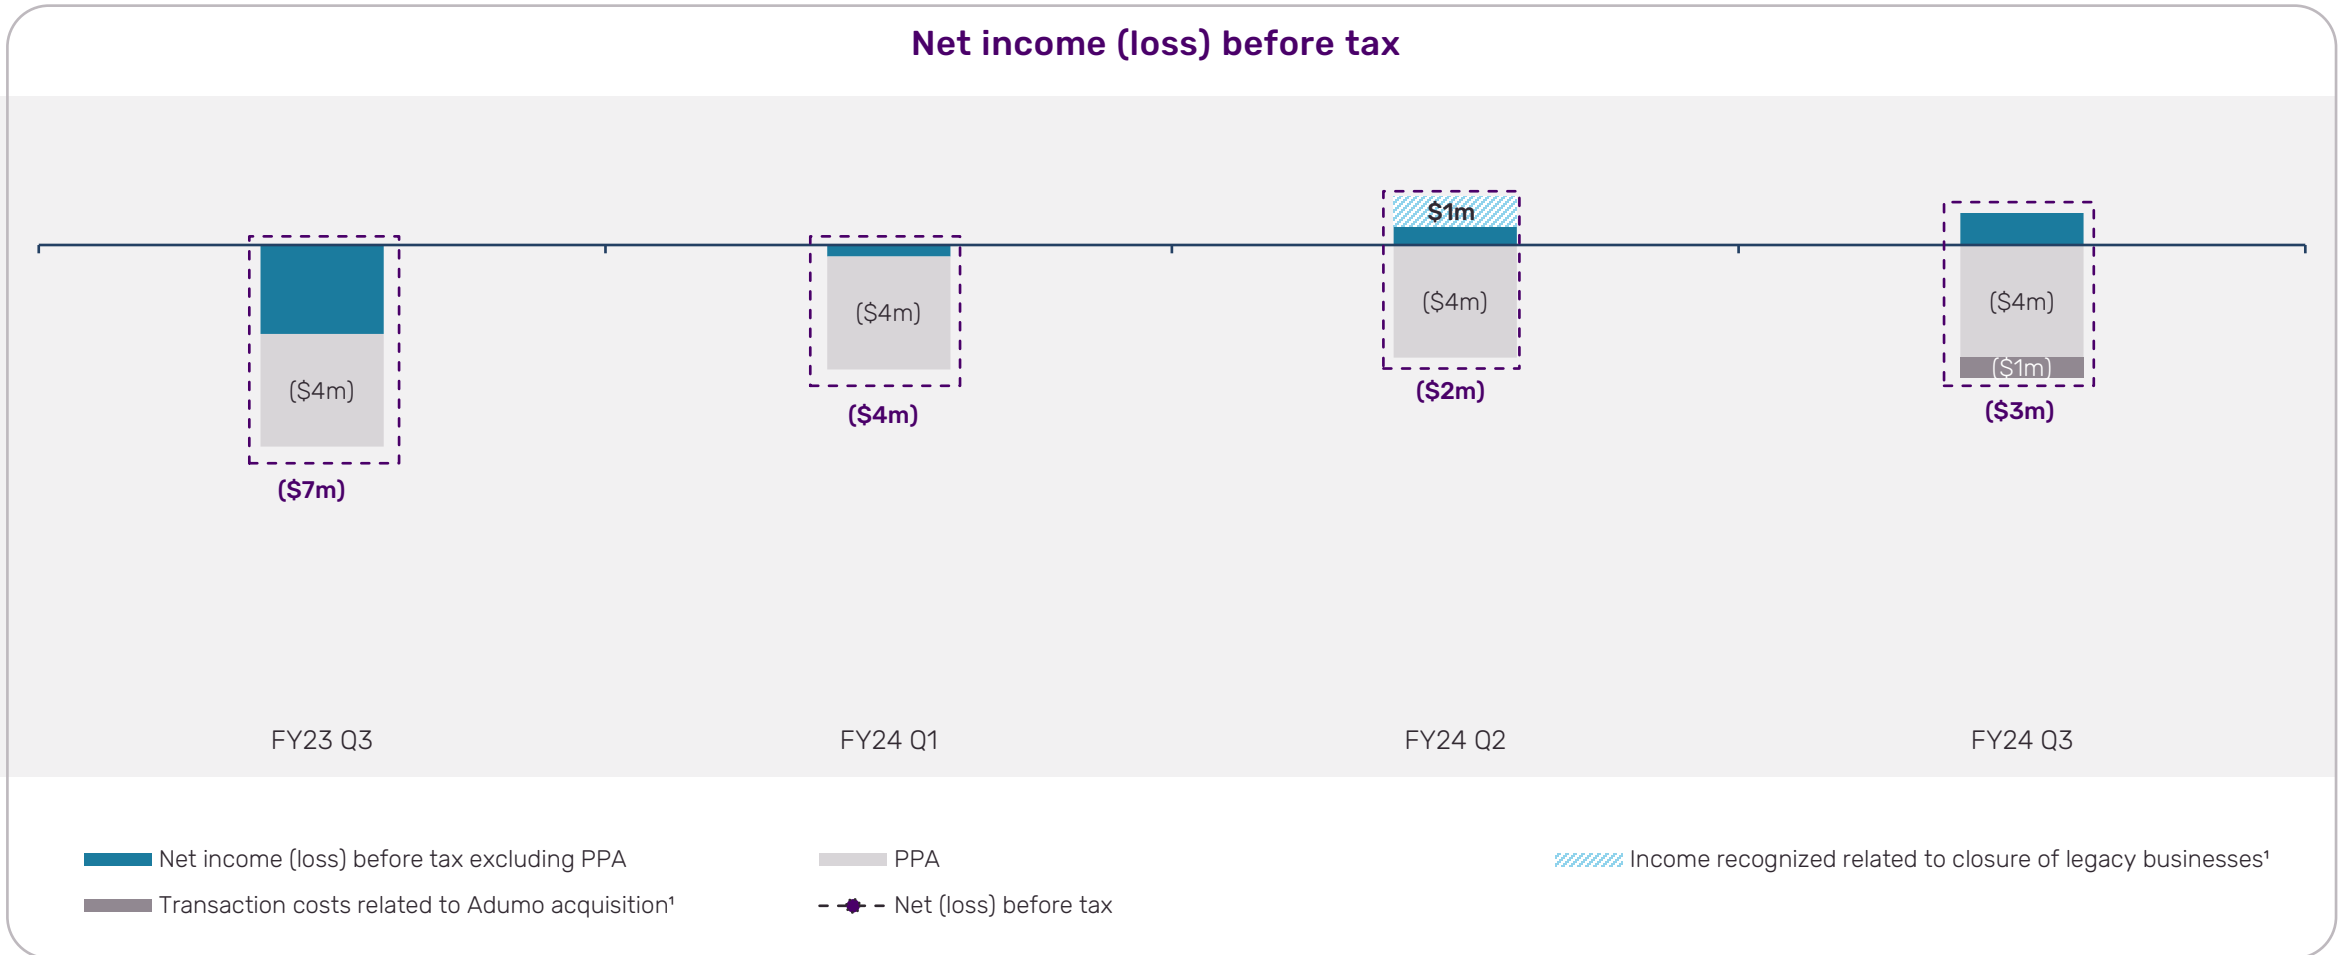 Net income (loss) before tax
$1m
($4m)
($4m)
($4m)
($4m)
($1m)
($7m)
($4m)
($2m)
($3m)
FY23 Q3
FY24 Q1
FY24 Q2
FY24 Q3
Net income (loss) before tax excluding PPA
PPA
Income recognized related to closure of legacy businesses¹
Transaction costs related to Adumo acquisition¹
Net (loss) before tax